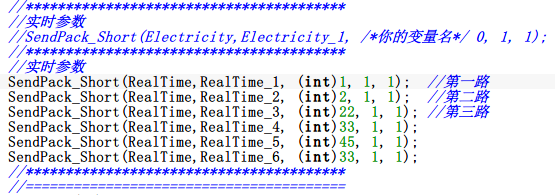 //****************************************
//实时参数
//SendPack_Short(Electricity,Electricity_1, /*你的变量名*/ 0, 1, 1);
//****************************************
//实时参数
SendPack_Short(RealTime,RealTime_1, (int)1, 1, 1);  //第一路
SendPack_Short(RealTime,RealTime_2, (int)2, 1, 1);  //第二路
SendPack_Short(RealTime,RealTime_3, (int)22, 1, 1); //第三路
SendPack_Short(RealTime,RealTime_4, (int)33, 1, 1);
SendPack_Short(RealTime,RealTime_5, (int)45, 1, 1);
SendPack_Short(RealTime,RealTime_6, (int)33, 1, 1);
//****************************************
//========================================